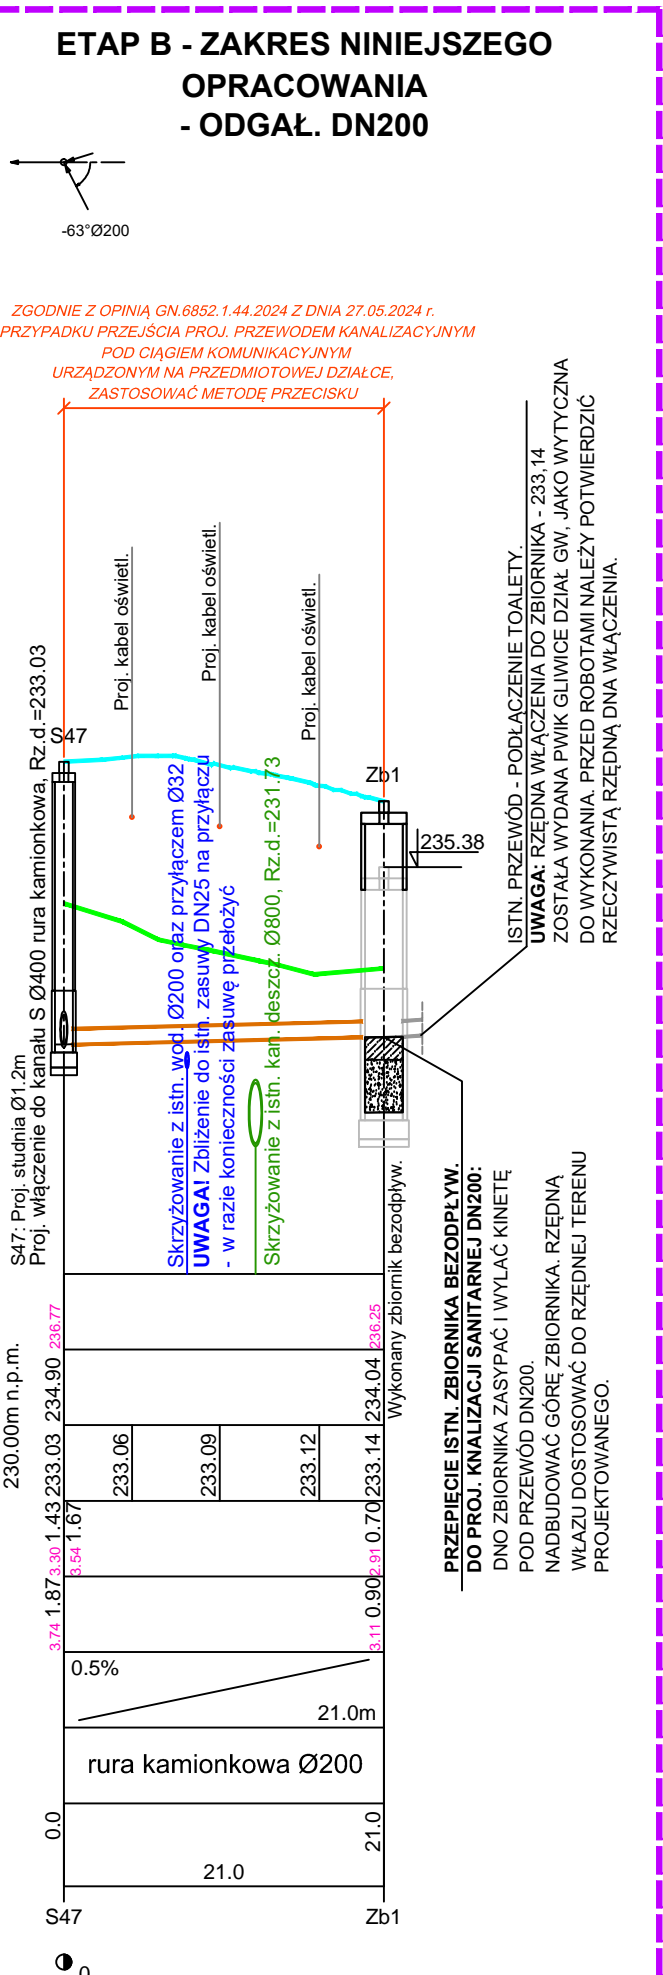 ETAP B - ZAKRES NINIEJSZEGO
OPRACOWANIA
- ODGAŁ. DN200
-63°Ø200
ZGODNIE Z OPINIĄ GN.6852.1.44.2024 Z DNIA 27.05.2024 r.
PRZYPADKU PRZEJŚCIA PROJ. PRZEWODEM KANALIZACYJNYM
POD CIĄGIEM KOMUNIKACYJNYM
URZĄDZONYM NA PRZEDMIOTOWEJ DZIAŁCE,
ZASTOSOWAĆ METODĘ PRZECISKU
S47: Proj. studnia Ø1.2m
Proj. włączenie do kanału S Ø400 rura kamionkowa, Rz.d.=233.03
S47
Proj. kabel oświetl.
Proj. kabel oświetl.
Proj. kabel oświetl.
Zb1
235.38
Skrzyżowanie z istn. wod. Ø200 oraz przyłączem Ø32
UWAGA! Zbliżenie do istn. zasuwy DN25 na przyłączu
- w razie konieczności zasuwę przełożyć
Skrzyżowanie z istn. kan. deszcz. Ø800, Rz.d.=231.73
ISTN. PRZEWÓD - PODŁĄCZENIE TOALETY.
UWAGA: RZĘDNA WŁĄCZENIA DO ZBIORNIKA - 233,14
ZOSTAŁA WYDANA PWIK GLIWICE DZIAŁ GW, JAKO WYTYCZNA
DO WYKONANIA. PRZED ROBOTAMI NALEŻY POTWIERDZIĆ
RZECZYWISTĄ RZĘDNĄ DNA WŁĄCZENIA.
Wykonany zbiornik bezodpływ.
PRZEPIĘCIE ISTN. ZBIORNIKA BEZODPŁYW.
DO PROJ. KNALIZACJI SANITARNEJ DN200:
DNO ZBIORNIKA ZASYPAĆ I WYLAĆ KINETĘ
POD PRZEWÓD DN200.
NADBUDOWAĆ GÓRĘ ZBIORNIKA. RZĘDNĄ
WŁAZU DOSTOSOWAĆ DO RZĘDNEJ TERENU
PROJEKTOWANEGO.
230.00m n.p.m.
236.77
236.25
234.90
234.04
233.03
233.06
233.09
233.12
233.14
3.30 1.43
3.54 1.67
2.91 0.70
3.74 1.87
3.11 0.90
0.5%
21.0m
rura kamionkowa Ø200
0.0
21.0
21.0
S47
Zb1
0